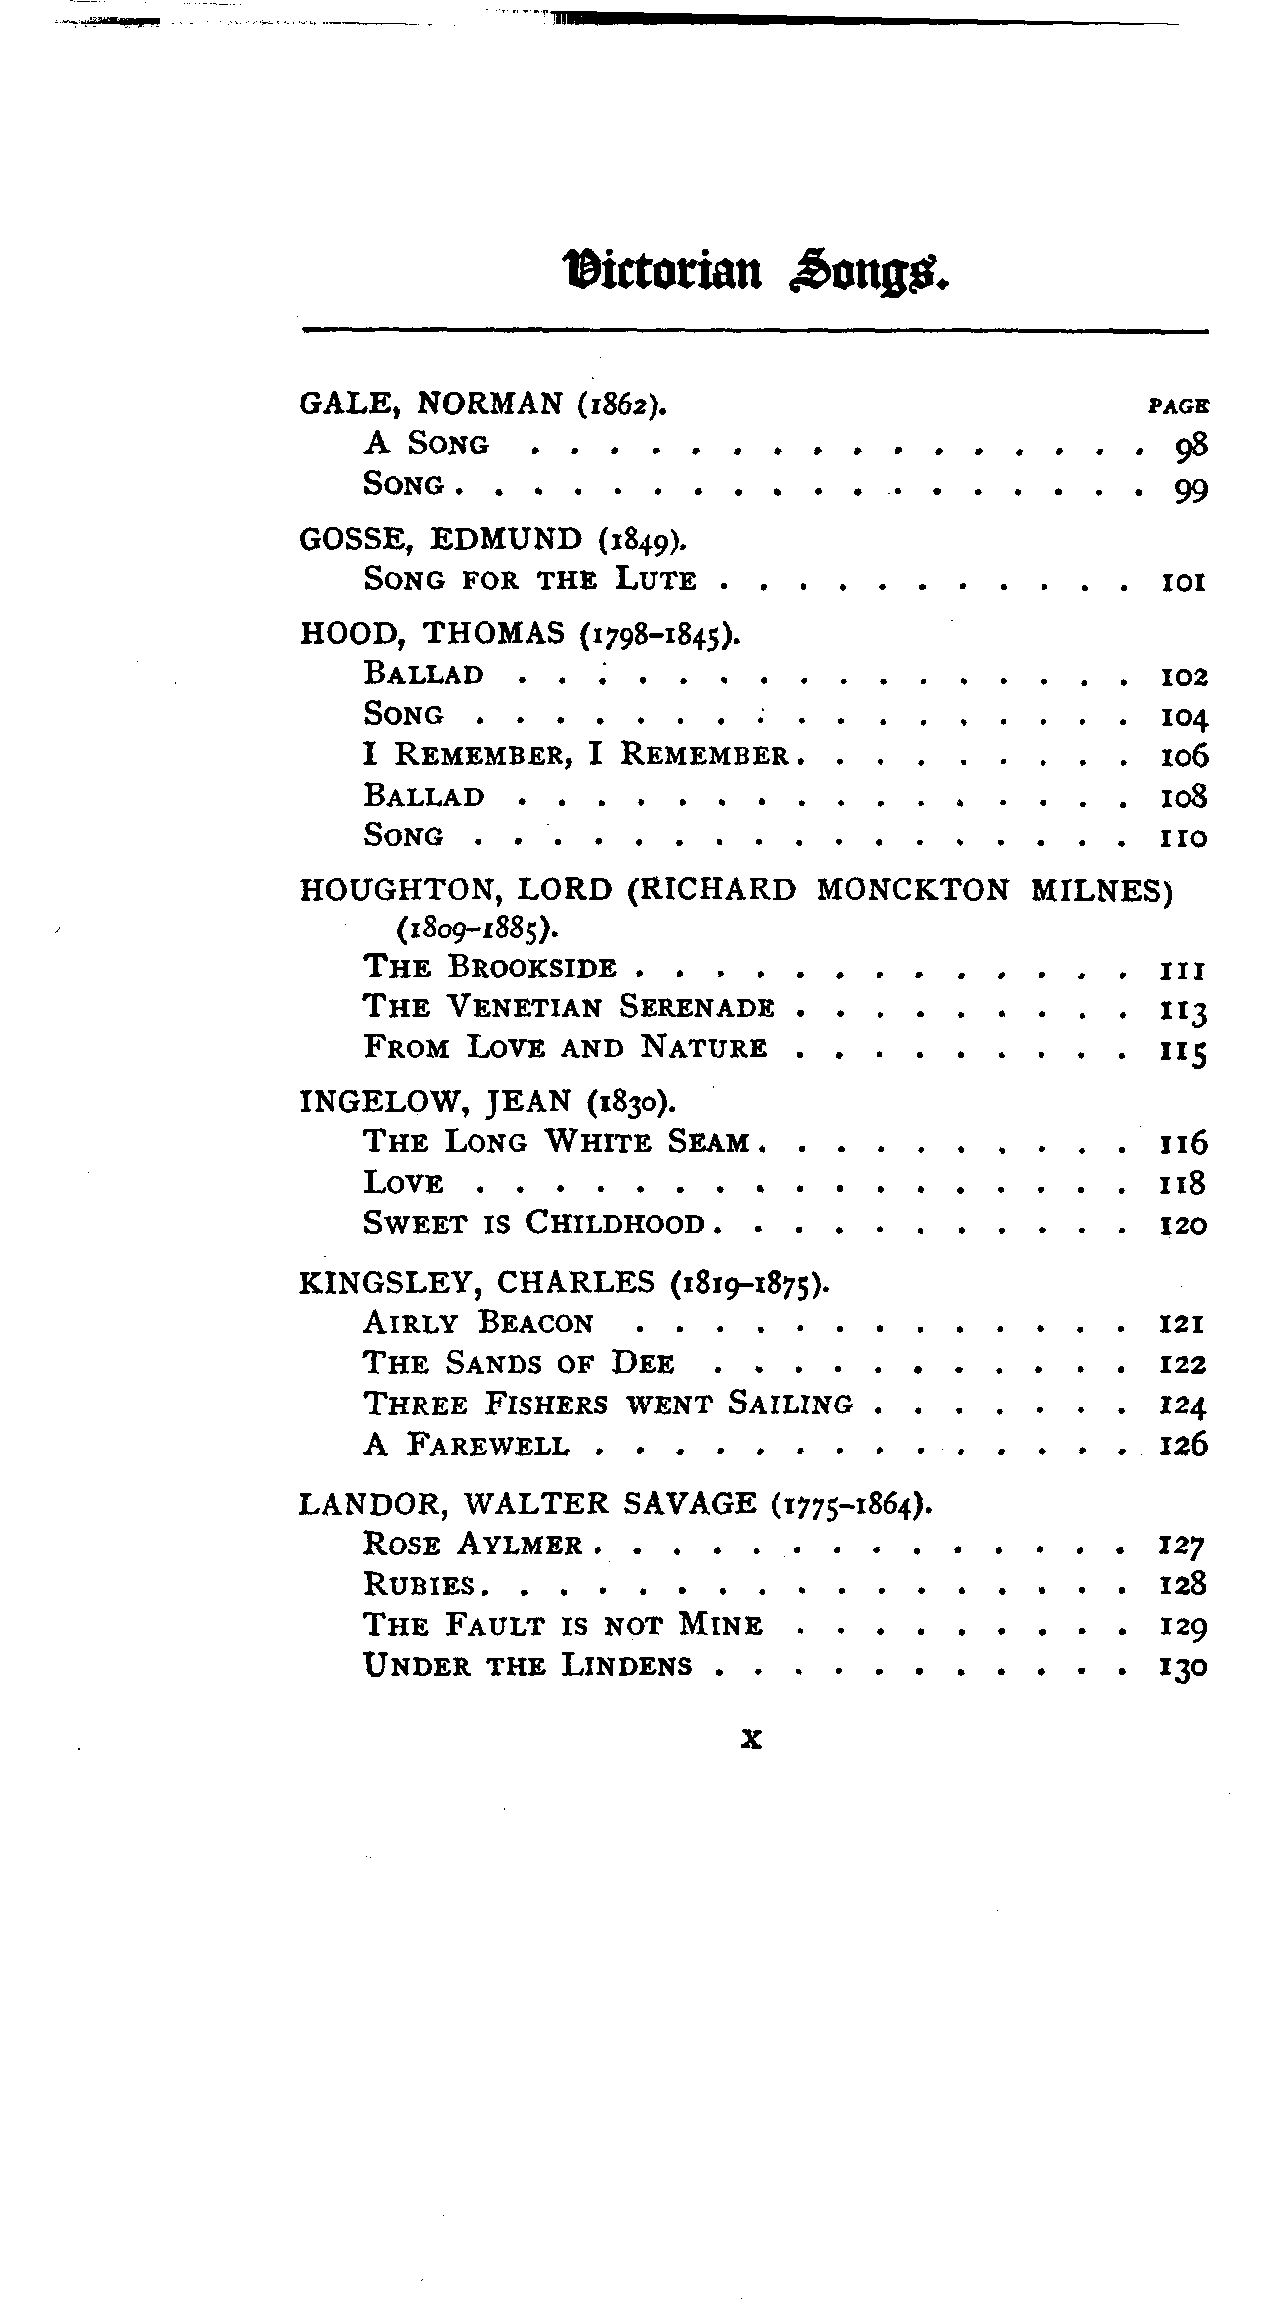 Victorian Songs.
GALE, NORMAN (1862). PAGE
A SONG . . . . . . . . . . . . . . . . 98
SONG . . . . . . . . . . . . . . . . . . 99
GOSSE, EDMUND (1849).
SONG FOR THE LUTE . . . . . . . . . . . 101
HOOD, THOMAS (1798–1845).
BALLAD . . . . . . . . . . . . . . . . 102
SONG . . . . . . . . . . . . . . . . . 104
I REMEMBER, I REMEMBER . . . . . . . . . 106
BALLAD . . . . . . . . . . . . . . . . 108
SONG . . . . . . . . . . . . . . . . . 110
HOUGHTON, LORD (RICHARD MONCKTON MILNES)
(1809–1885).
THE BROOKSIDE . . . . . . . . . . . . . 111
THE VENETIAN SERENADE . . . . . . . . . 113
FROM LOVE AND NATURE . . . . . . . . . 115
INGELOW, JEAN (1830).
THE LONG WHITE SEAM . . . . . . . . . . 116
LOVE . . . . . . . . . . . . . . . . . 118
SWEET IS CHILDHOOD . . . . . . . . . . . 120
KINGSLEY, CHARLES (1819–1875).
AIRLY BEACON . . . . . . . . . . . . . 121
THE SANDS OF DEE . . . . . . . . . . . 122
THREE FISHERS WENT SAILING . . . . . . . 124
A FAREWELL . . . . . . . . . . . . . . 126
LANDOR, WALTER SAVAGE (1775–1864).
ROSE AYLMER . . . . . . . . . . . . . . 127
RUBIES . . . . . . . . . . . . . . . . . 128
THE FAULT IS NOT MINE . . . . . . . . . 129
UNDER THE LINDENS . . . . . . . . . . . 130
x